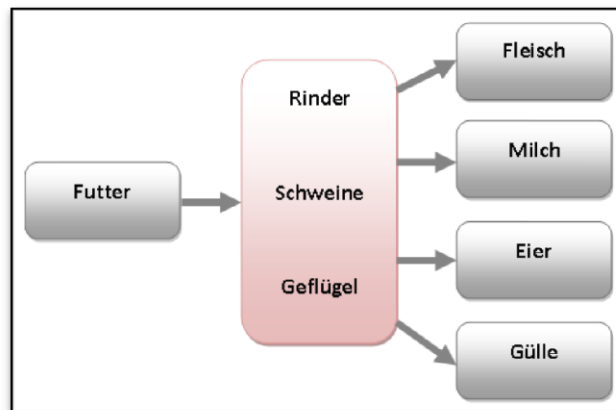 Futter
Rinder
Schweine
Geflügel
Fleisch
Milch
Eier
Gülle